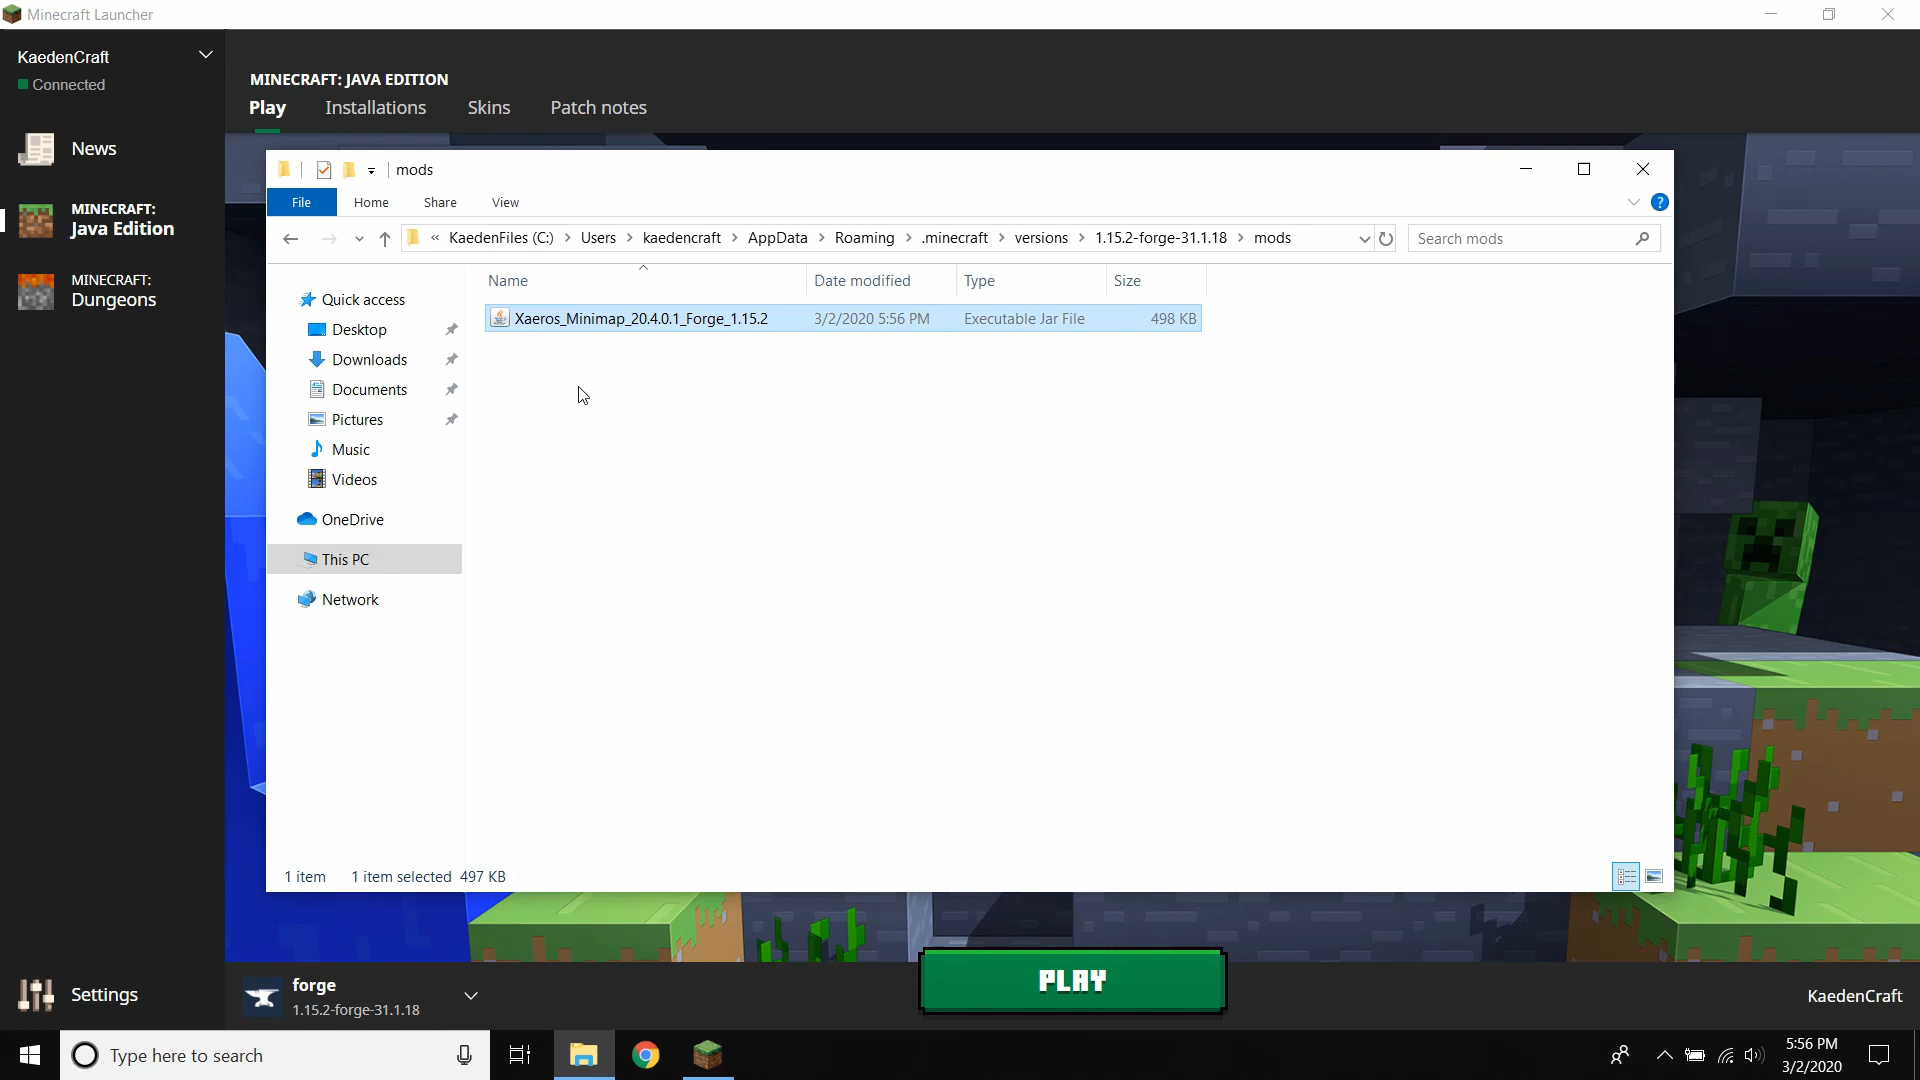 Minecraft Launcher
KaedenCraft
Connected
News
MINECRAFT:
Java Edition
MINECRAFT:
Dungeons
Settings
MINECRAFT: JAVA EDITION
Play Installations Skins Patch notes
mods
File Home Share View
« KaedenFiles (C:) > Users > kaedencraft > AppData > Roaming > .minecraft > versions > 1.15.2-forge-31.1.18 > mods
Search mods
Quick access
Desktop
Downloads
Documents
Pictures
Music
Videos
OneDrive
This PC
Network
Name Date modified Type Size
Xaeros_Minimap_20.4.0.1_Forge_1.15.2 3/2/2020 5:56 PM Executable Jar File 498 KB
1 item 1 item selected 497 KB
forge
1.15.2-forge-31.1.18
PLAY
KaedenCraft
Type here to search
5:56 PM
3/2/2020